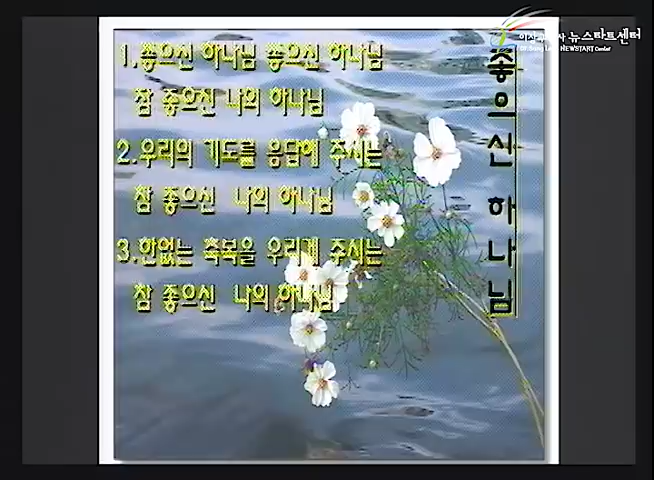 1.좋으신 하나님 좋으신 하나님
참 좋으신 나의 하나님
2.우리의 기도를 응답해 주시는
참 좋으신 나의 하나님
3.한없는 축복을 우리게 주시는
참 좋으신 나의 하나님
좋으신 하나님
뉴스타트센터
NEWSTART Center